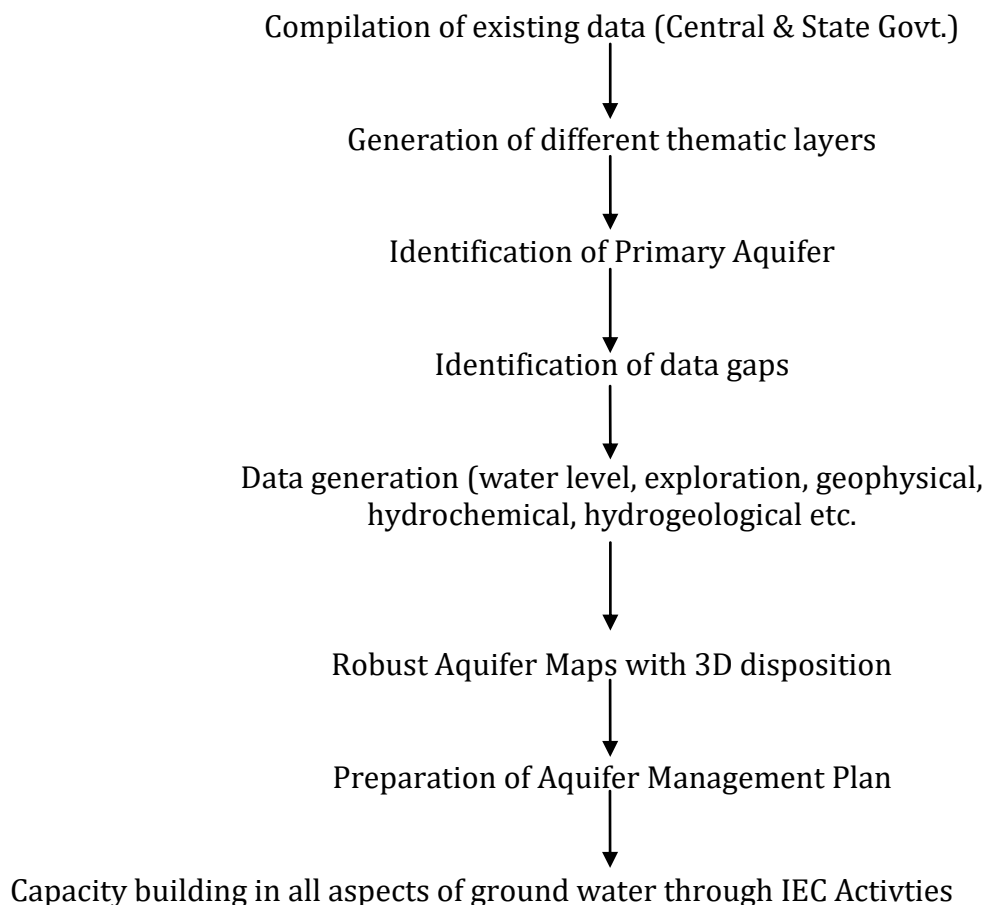 Compilation of existing data (Central & State Govt.)
Generation of different thematic layers
Identification of Primary Aquifer
Identification of data gaps
Data generation (water level, exploration, geophysical,
hydrochemical, hydrogeological etc.
Robust Aquifer Maps with 3D disposition
Preparation of Aquifer Management Plan
Capacity building in all aspects of ground water through IEC Activties